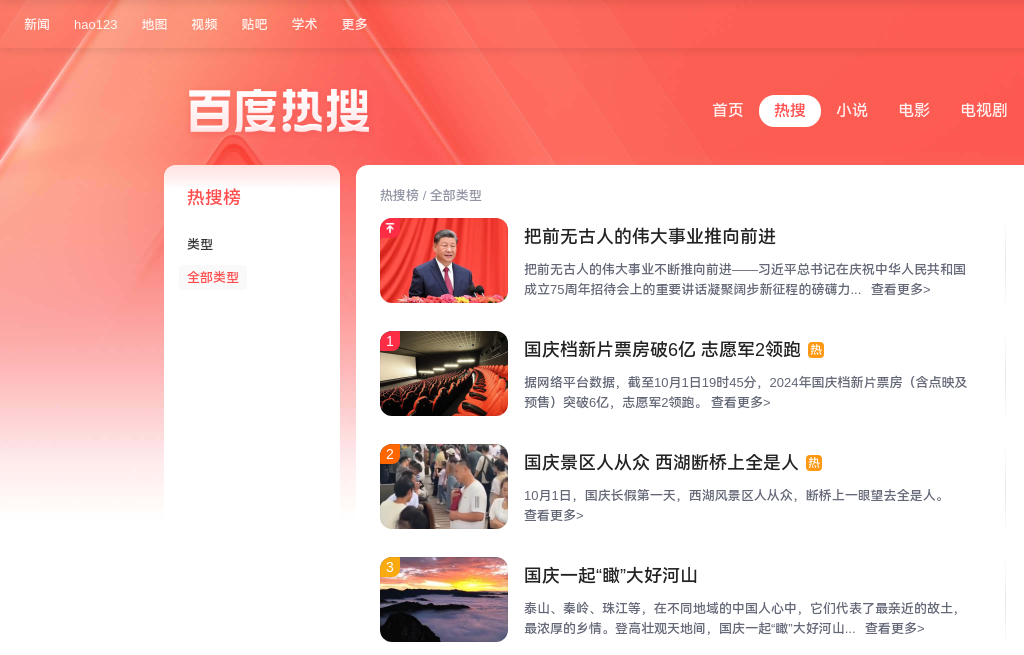 新闻 hao123 地图 视频 贴吧 学术 更多
百度热搜
首页 热搜 小说 电影 电视剧
热搜榜
类型
全部类型
热搜榜 / 全部类型
把前无古人的伟大事业推向前进
把前无古人的伟大事业不断推向前进——习近平总书记在庆祝中华人民共和国
成立75周年招待会上的重要讲话凝聚阔步新征程的磅礴力... 查看更多>
1
国庆档新片票房破6亿 志愿军2领跑 热
据网络平台数据，截至10月1日19时45分，2024年国庆档新片票房（含点映及
预售）突破6亿，志愿军2领跑。 查看更多>
2
国庆景区人从众 西湖断桥上全是人 热
10月1日，国庆长假第一天，西湖风景区人从众，断桥上一眼望去全是人。
查看更多>
3
国庆一起“瞰”大好河山
泰山、秦岭、珠江等，在不同地域的中国人心中，它们代表了最亲近的故土，
最浓厚的乡情。登高壮观天地间，国庆一起“瞰”大好河山... 查看更多>